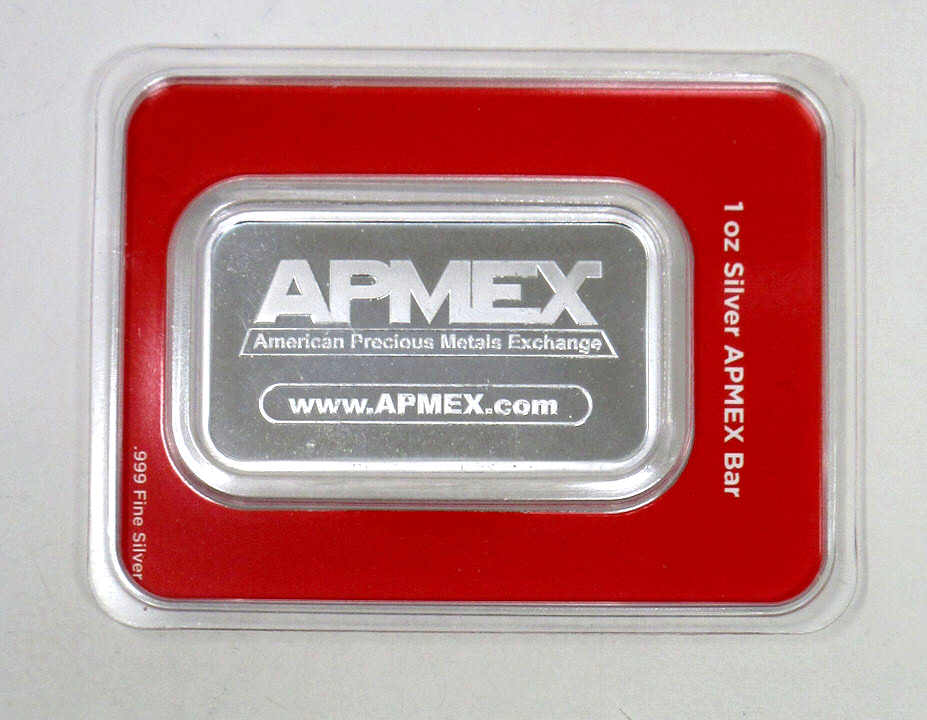 APMEX
American Precious Metals Exchange
www.APMEX.com
1 oz Silver APMEX Bar
.999 Fine Silver